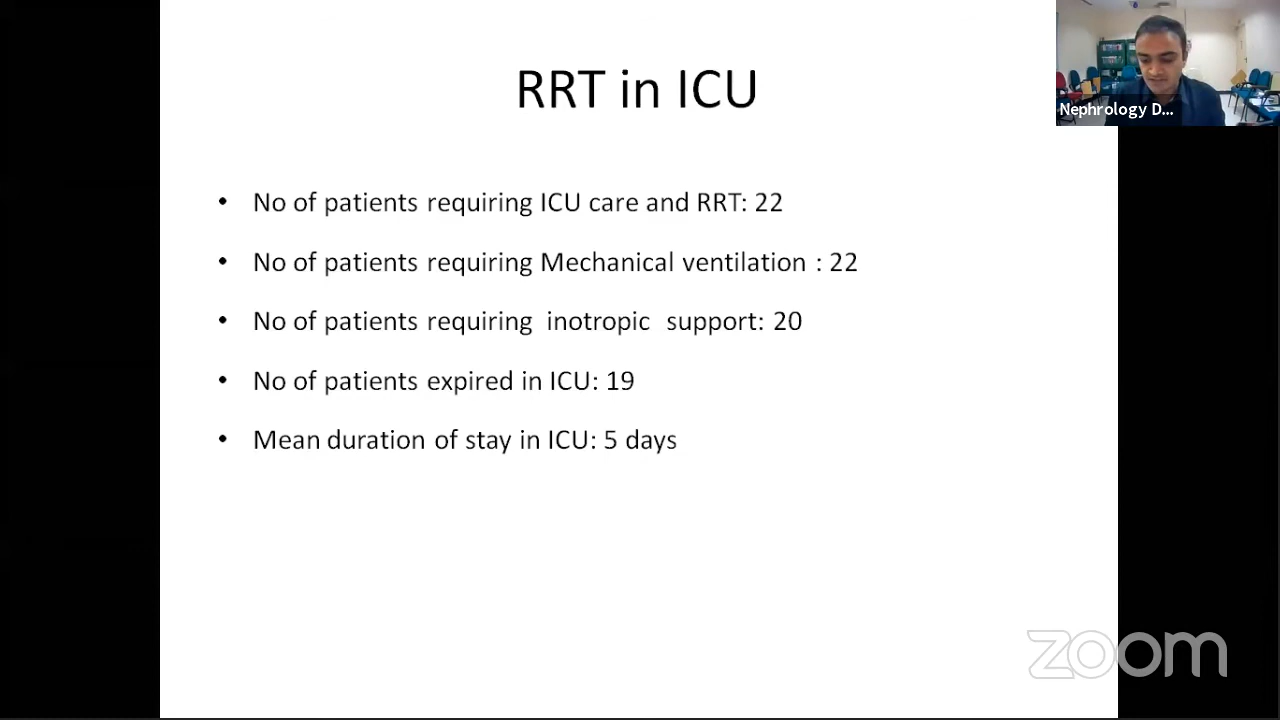 RRT in ICU
Nephrology D...
• No of patients requiring ICU care and RRT: 22
• No of patients requiring Mechanical ventilation : 22
• No of patients requiring inotropic support: 20
• No of patients expired in ICU: 19
• Mean duration of stay in ICU: 5 days
zoom